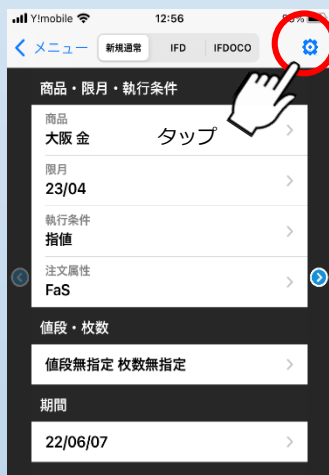 Y!mobile 12:56
メニュー 新規通常 IFD IFDOCO
商品・限月・執行条件
商品
大阪 金
タップ
限月
23/04
執行条件
指値
注文属性
FaS
値段・枚数
値段無指定 枚数無指定
期間
22/06/07